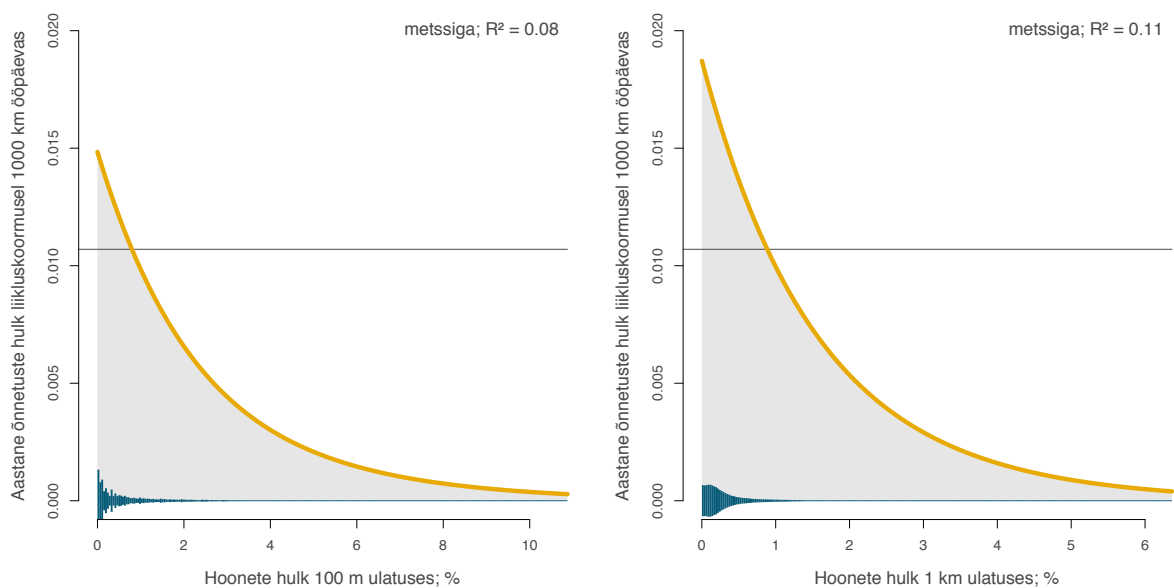 metssiga; R² = 0.08
Aastane õnnetuste hulk liikluskoormusel 1000 km ööpäevas
0.020
0.015
0.010
0.005
0.000
0 2 4 6 8 10
Hoonete hulk 100 m ulatuses; %
metssiga; R² = 0.11
Aastane õnnetuste hulk liikluskoormusel 1000 km ööpäevas
0.020
0.015
0.010
0.005
0.000
0 1 2 3 4 5 6
Hoonete hulk 1 km ulatuses; %